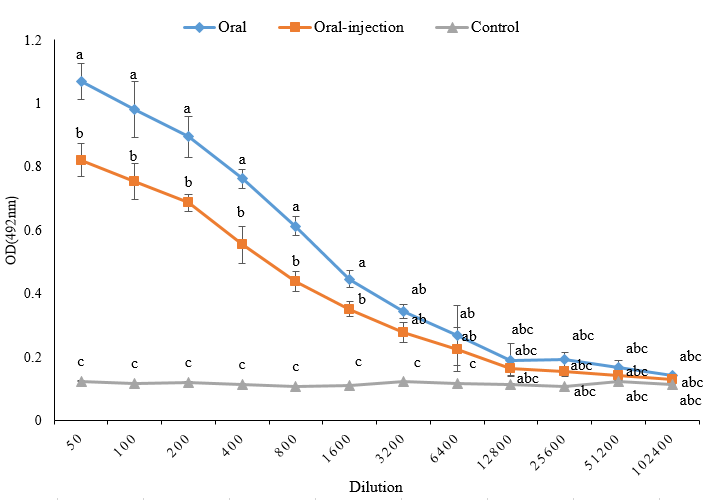 Oral Oral-injection Control
1.2
1
0.8
0.6
0.4
0.2
0
OD(492nm)
a a a a a a ab ab abc abc abc abc
b b b b b b ab ab abc abc abc abc
c c c c c c c c abc abc abc abc
50 100 200 400 800 1600 3200 6400 12800 25600 51200 102400
Dilution